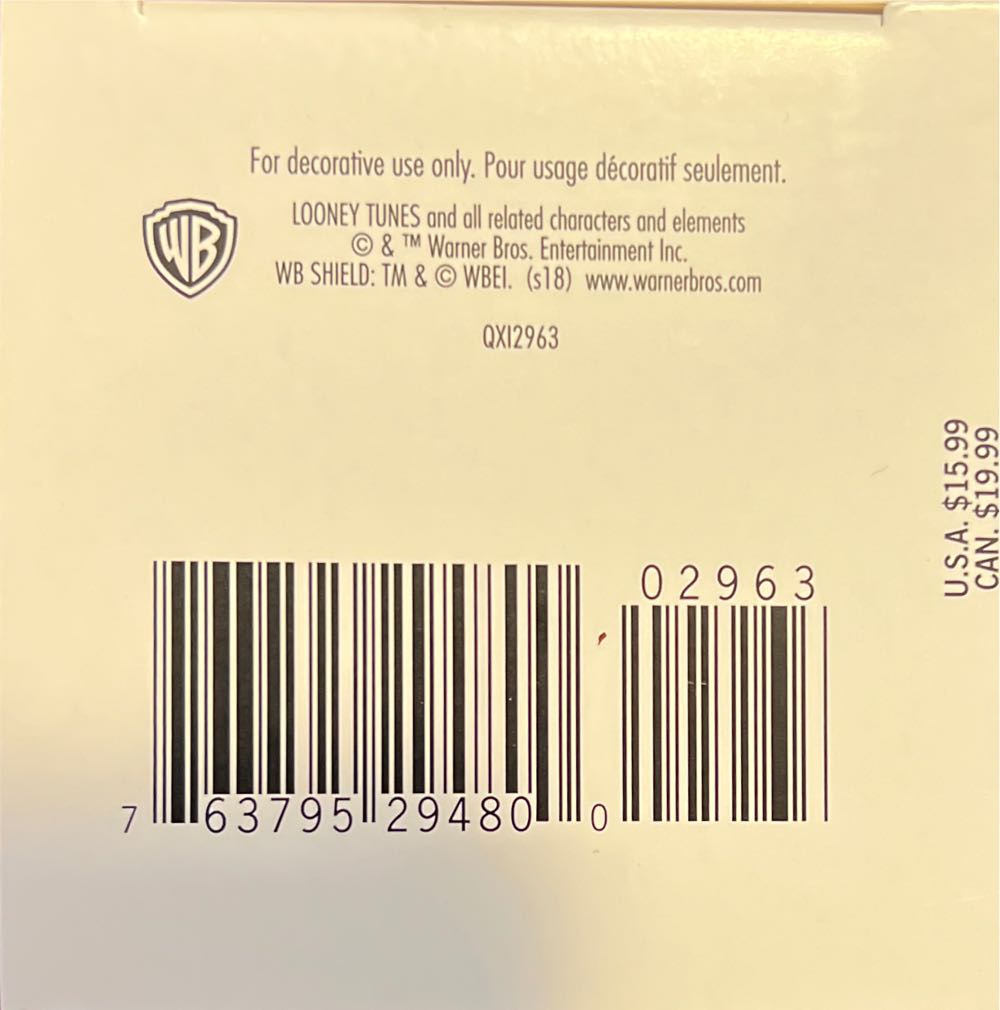 For decorative use only. Pour usage décoratif seulement.
WB
LOONEY TUNES and all related characters and elements
© & ™ Warner Bros. Entertainment Inc.
WB SHIELD: TM & © WBEI. (s18) www.warnerbros.com
QXI2963
U.S.A. $15.99
CAN. $19.99
02963
7 63795 29480 0